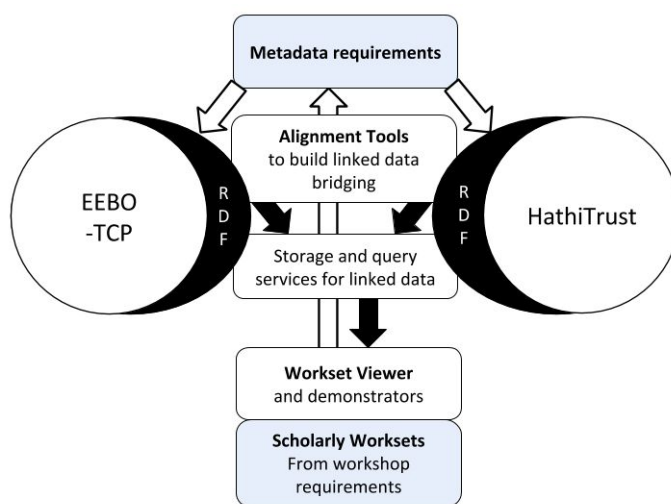 Metadata requirements
Alignment Tools
to build linked data
bridging
EEBO
-TCP
R
D
F
R
D
F
HathiTrust
Storage and query
services for linked data
Workset Viewer
and demonstrators
Scholarly Worksets
From workshop
requirements